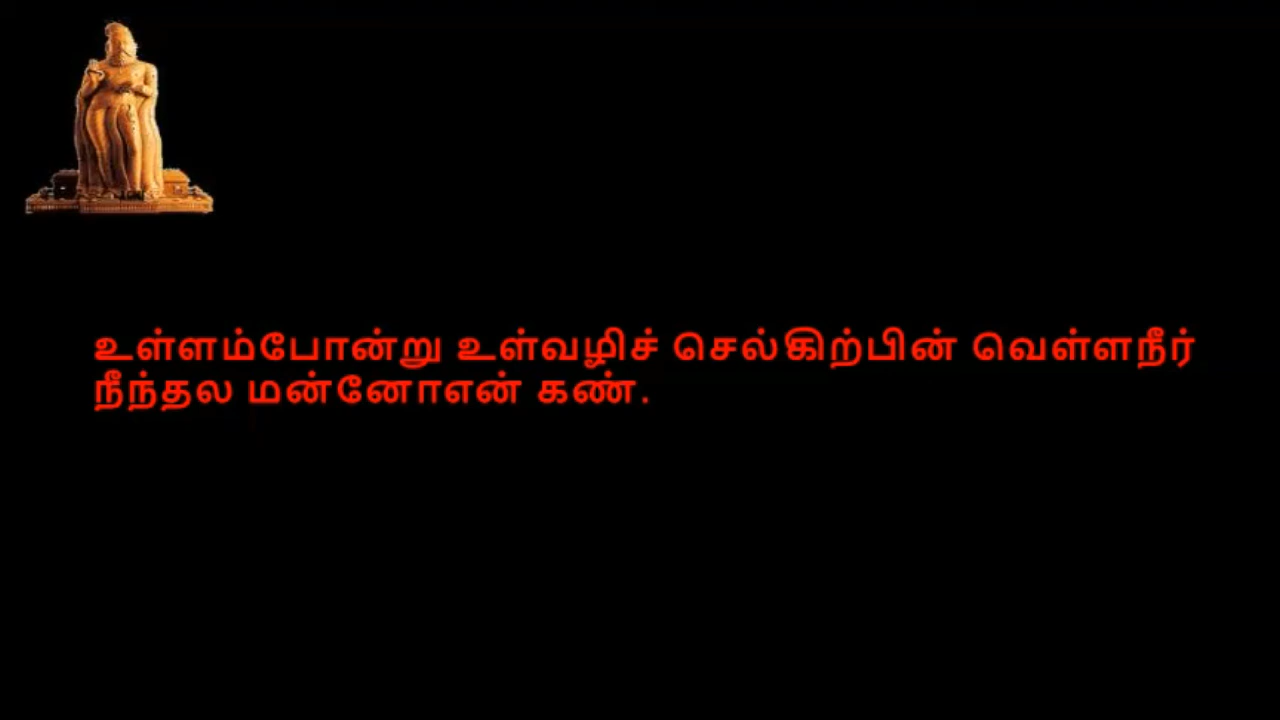 உள்ளம்போன்று உள்வழிச் செல்கிற்பின் வெள்ளநீர்
நீந்தல மன்னோஎன் கண்.